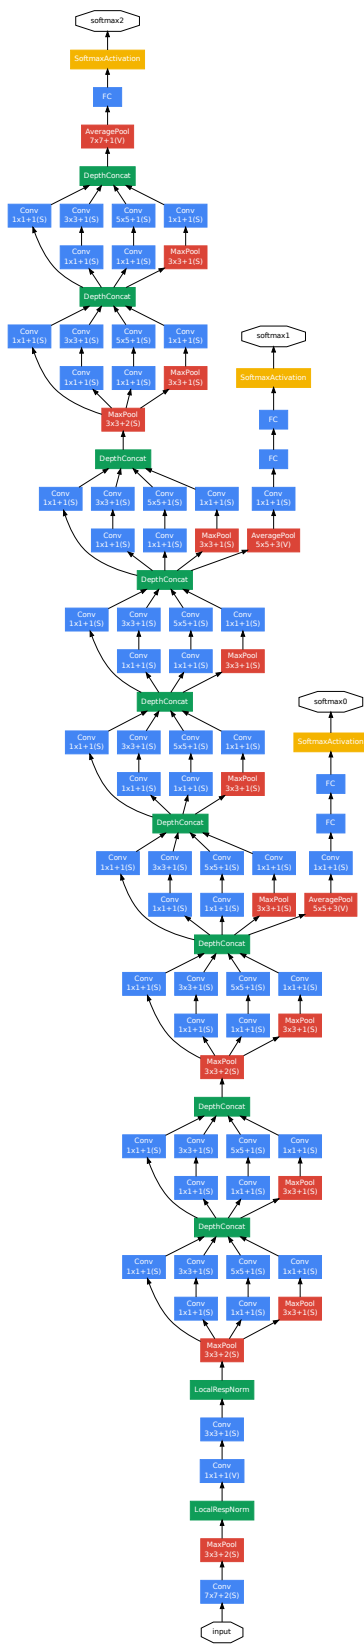 softmax2
SoftmaxActivation
FC
AveragePool
7x7+1(V)
DepthConcat
Conv Conv Conv Conv
1x1+1(S) 3x3+1(S) 5x5+1(S) 1x1+1(S)
Conv Conv MaxPool
1x1+1(S) 1x1+1(S) 3x3+1(S)
DepthConcat
Conv Conv Conv Conv
1x1+1(S) 3x3+1(S) 5x5+1(S) 1x1+1(S)
softmax1
Conv Conv MaxPool
1x1+1(S) 1x1+1(S) 3x3+1(S)
SoftmaxActivation
MaxPool
3x3+2(S)
FC
DepthConcat
FC
Conv Conv Conv Conv Conv
1x1+1(S) 3x3+1(S) 5x5+1(S) 1x1+1(S) 1x1+1(S)
Conv Conv MaxPool AveragePool
1x1+1(S) 1x1+1(S) 3x3+1(S) 5x5+3(V)
DepthConcat
Conv Conv Conv Conv
1x1+1(S) 3x3+1(S) 5x5+1(S) 1x1+1(S)
Conv Conv MaxPool
1x1+1(S) 1x1+1(S) 3x3+1(S)
DepthConcat
softmax0
Conv Conv Conv Conv
1x1+1(S) 3x3+1(S) 5x5+1(S) 1x1+1(S)
SoftmaxActivation
Conv Conv MaxPool
1x1+1(S) 1x1+1(S) 3x3+1(S)
FC
DepthConcat
FC
Conv Conv Conv Conv Conv
1x1+1(S) 3x3+1(S) 5x5+1(S) 1x1+1(S) 1x1+1(S)
Conv Conv MaxPool AveragePool
1x1+1(S) 1x1+1(S) 3x3+1(S) 5x5+3(V)
DepthConcat
Conv Conv Conv Conv
1x1+1(S) 3x3+1(S) 5x5+1(S) 1x1+1(S)
Conv Conv MaxPool
1x1+1(S) 1x1+1(S) 3x3+1(S)
MaxPool
3x3+2(S)
DepthConcat
Conv Conv Conv Conv
1x1+1(S) 3x3+1(S) 5x5+1(S) 1x1+1(S)
Conv Conv MaxPool
1x1+1(S) 1x1+1(S) 3x3+1(S)
DepthConcat
Conv Conv Conv Conv
1x1+1(S) 3x3+1(S) 5x5+1(S) 1x1+1(S)
Conv Conv MaxPool
1x1+1(S) 1x1+1(S) 3x3+1(S)
MaxPool
3x3+2(S)
LocalRespNorm
Conv
3x3+1(S)
Conv
1x1+1(V)
LocalRespNorm
MaxPool
3x3+2(S)
Conv
7x7+2(S)
input